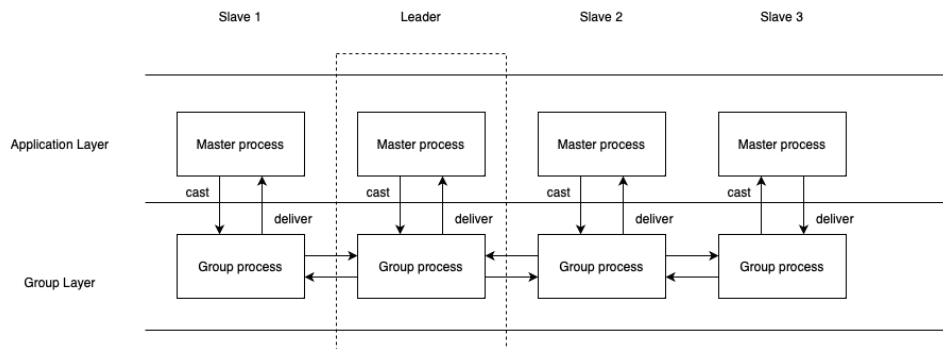 Slave 1
Leader
Slave 2
Slave 3
Application Layer
Master process
Master process
Master process
Master process
cast
deliver
cast
deliver
cast
deliver
cast
deliver
Group Layer
Group process
Group process
Group process
Group process